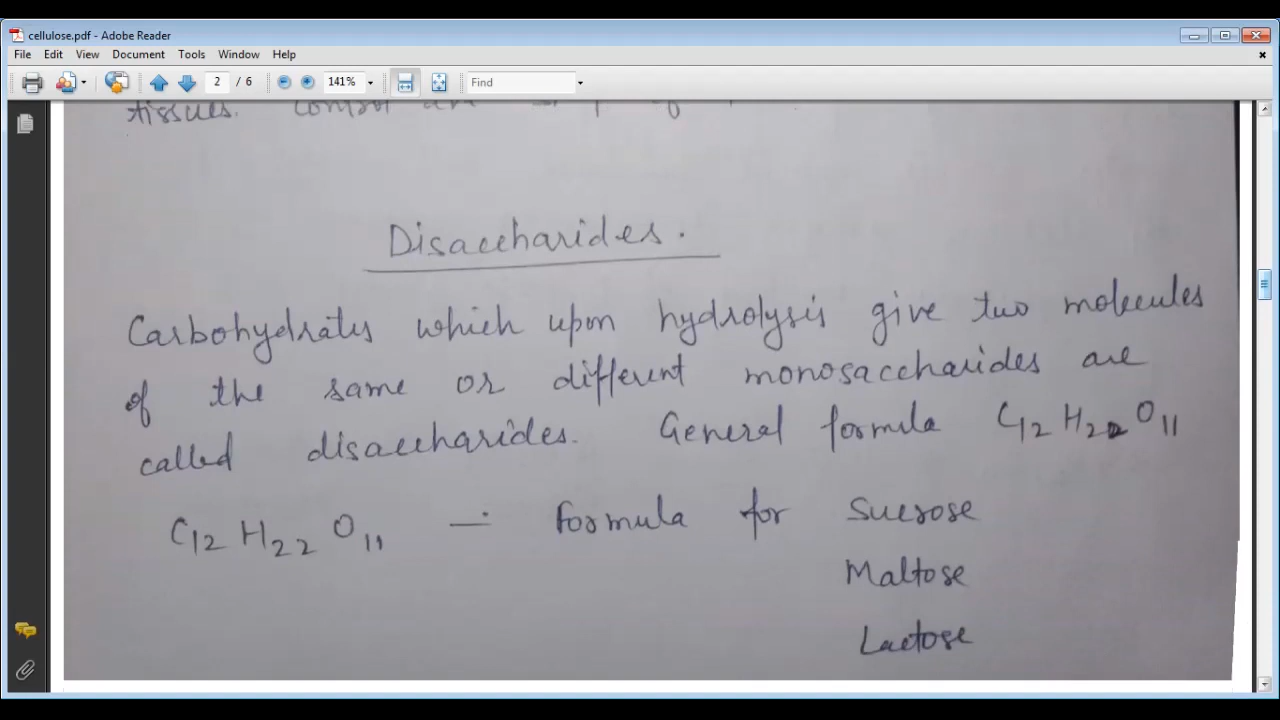 cellulose.pdf - Adobe Reader
File Edit View Document Tools Window Help
2 / 6 141% Find
tissues. control
Disaccharides.
Carbohydrates which upon hydrolysis give two molecules
of the same or different monosaccharides are
called disaccharides. General formula C12 H22 O11
C12 H22 O11 – Formula for Sucrose
Maltose
Lactose